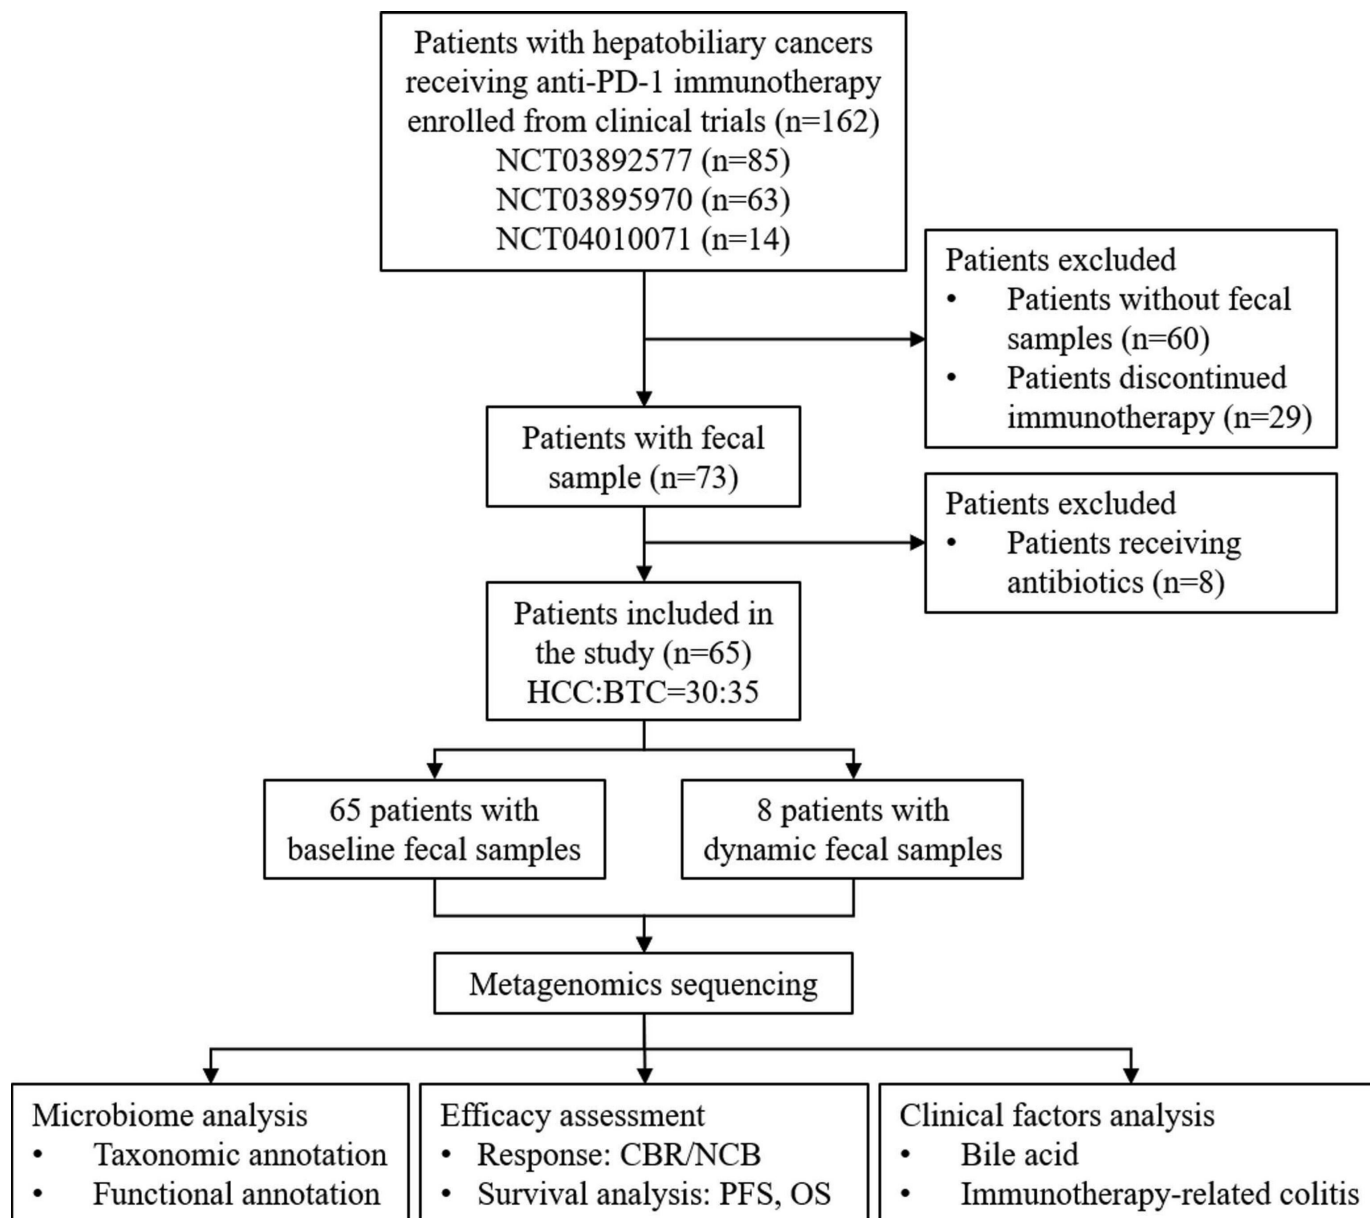 Patients with hepatobiliary cancers
receiving anti-PD-1 immunotherapy
enrolled from clinical trials (n=162)
NCT03892577 (n=85)
NCT03895970 (n=63)
NCT04010071 (n=14)
Patients excluded
• Patients without fecal
samples (n=60)
• Patients discontinued
immunotherapy (n=29)
Patients with fecal
sample (n=73)
Patients excluded
• Patients receiving
antibiotics (n=8)
Patients included in
the study (n=65)
HCC:BTC=30:35
65 patients with
baseline fecal samples
8 patients with
dynamic fecal samples
Metagenomics sequencing
Microbiome analysis
• Taxonomic annotation
• Functional annotation
Efficacy assessment
• Response: CBR/NCB
• Survival analysis: PFS, OS
Clinical factors analysis
• Bile acid
• Immunotherapy-related colitis